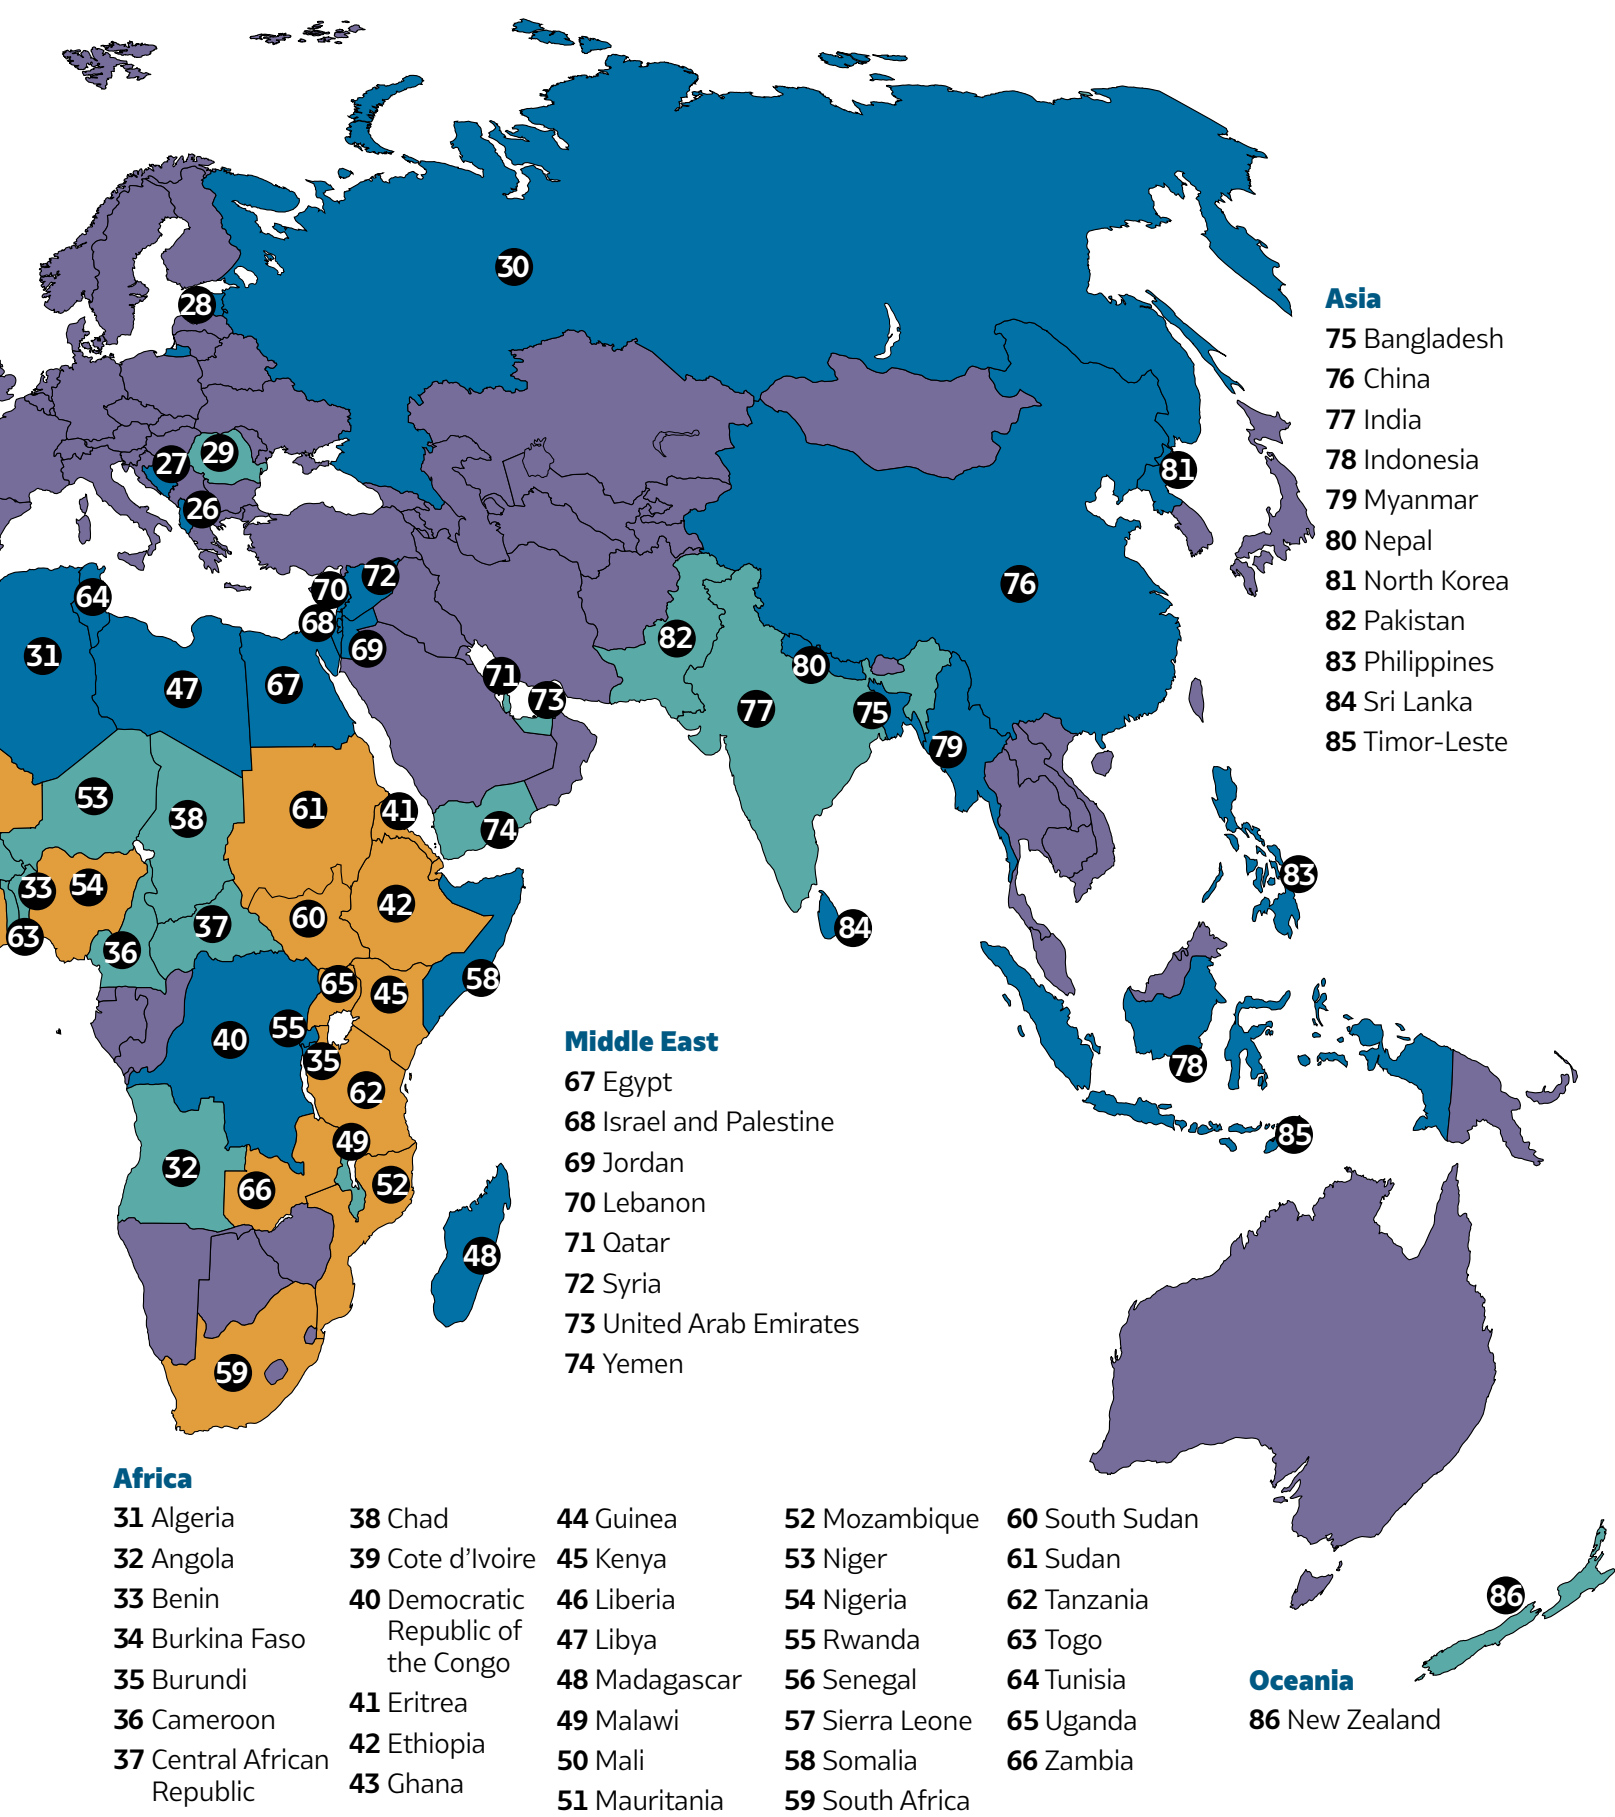 30
28
29
27
26
81
76
72
70
64
68
82
69
31
80
71
67
47
73
77
75
79
53
61
41
38
74
83
33
54
42
60
37
84
63
36
58
65
45
55
40
35
78
62
85
49
32
52
66
48
59
86
Asia
75 Bangladesh
76 China
77 India
78 Indonesia
79 Myanmar
80 Nepal
81 North Korea
82 Pakistan
83 Philippines
84 Sri Lanka
85 Timor-Leste
Middle East
67 Egypt
68 Israel and Palestine
69 Jordan
70 Lebanon
71 Qatar
72 Syria
73 United Arab Emirates
74 Yemen
Africa
31 Algeria
32 Angola
33 Benin
34 Burkina Faso
35 Burundi
36 Cameroon
37 Central African
Republic
38 Chad
39 Cote d’Ivoire
40 Democratic
Republic of
the Congo
41 Eritrea
42 Ethiopia
43 Ghana
44 Guinea
45 Kenya
46 Liberia
47 Libya
48 Madagascar
49 Malawi
50 Mali
51 Mauritania
52 Mozambique
53 Niger
54 Nigeria
55 Rwanda
56 Senegal
57 Sierra Leone
58 Somalia
59 South Africa
60 South Sudan
61 Sudan
62 Tanzania
63 Togo
64 Tunisia
65 Uganda
66 Zambia
Oceania
86 New Zealand